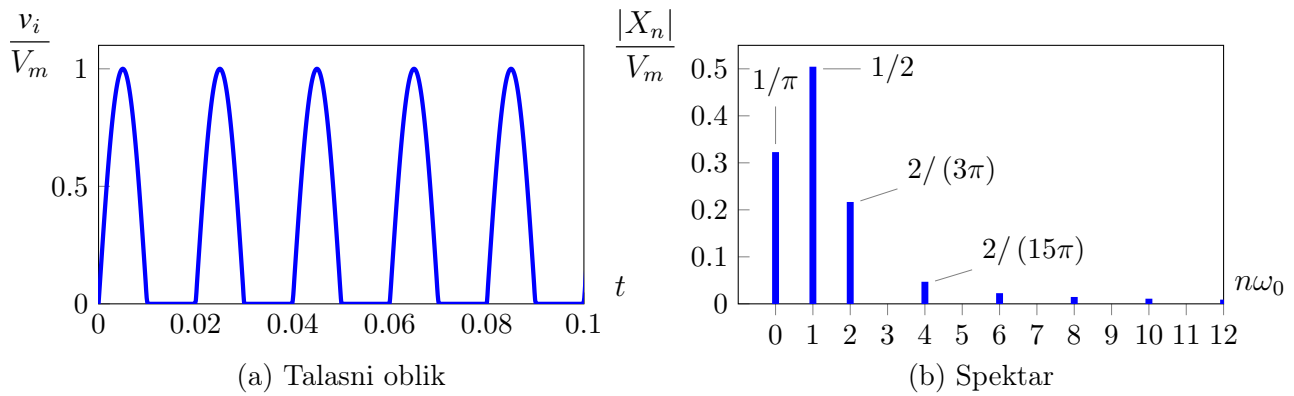 v_i
V_m
1
0.5
0
0 0.02 0.04 0.06 0.08 0.1
t
(a) Talasni oblik
|X_n|
V_m
0.5
0.4
0.3
0.2
0.1
0
1/π
1/2
2/ (3π)
2/ (15π)
0 1 2 3 4 5 6 7 8 9 10 11 12
nω_0
(b) Spektar